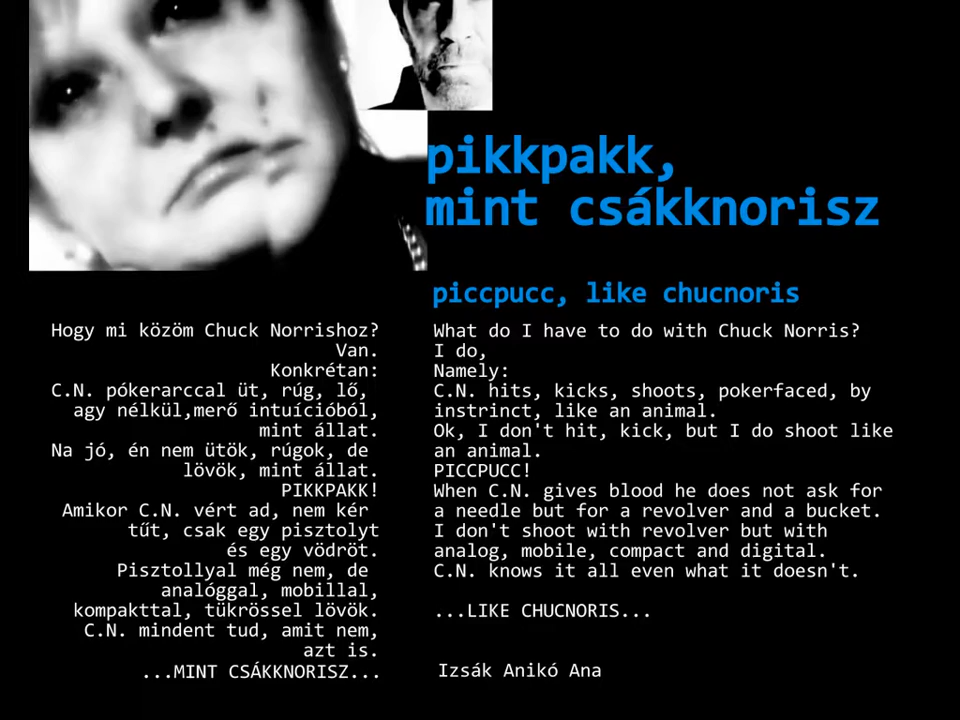 pikkpakk,
mint csákknorisz
piccpucc, like chucnoris
Hogy mi közöm Chuck Norrishoz?
Van.
Konkrétan:
C.N. pókerarccal üt, rúg, lő,
agy nélkül,merő intuícióból,
mint állat.
Na jó, én nem ütök, rúgok, de
lövök, mint állat.
PIKKPAKK!
Amikor C.N. vért ad, nem kér
tűt, csak egy pisztolyt
és egy vödröt.
Pisztollyal még nem, de
analóggal, mobillal,
kompakttal, tükrössel lövök.
C.N. mindent tud, amit nem,
azt is.
...MINT CSÁKKNORISZ...
What do I have to do with Chuck Norris?
I do,
Namely:
C.N. hits, kicks, shoots, pokerfaced, by
instrinct, like an animal.
Ok, I don't hit, kick, but I do shoot like
an animal.
PICCPUCC!
When C.N. gives blood he does not ask for
a needle but for a revolver and a bucket.
I don't shoot with revolver but with
analog, mobile, compact and digital.
C.N. knows it all even what it doesn't.
...LIKE CHUCNORIS...
Izsák Anikó Ana